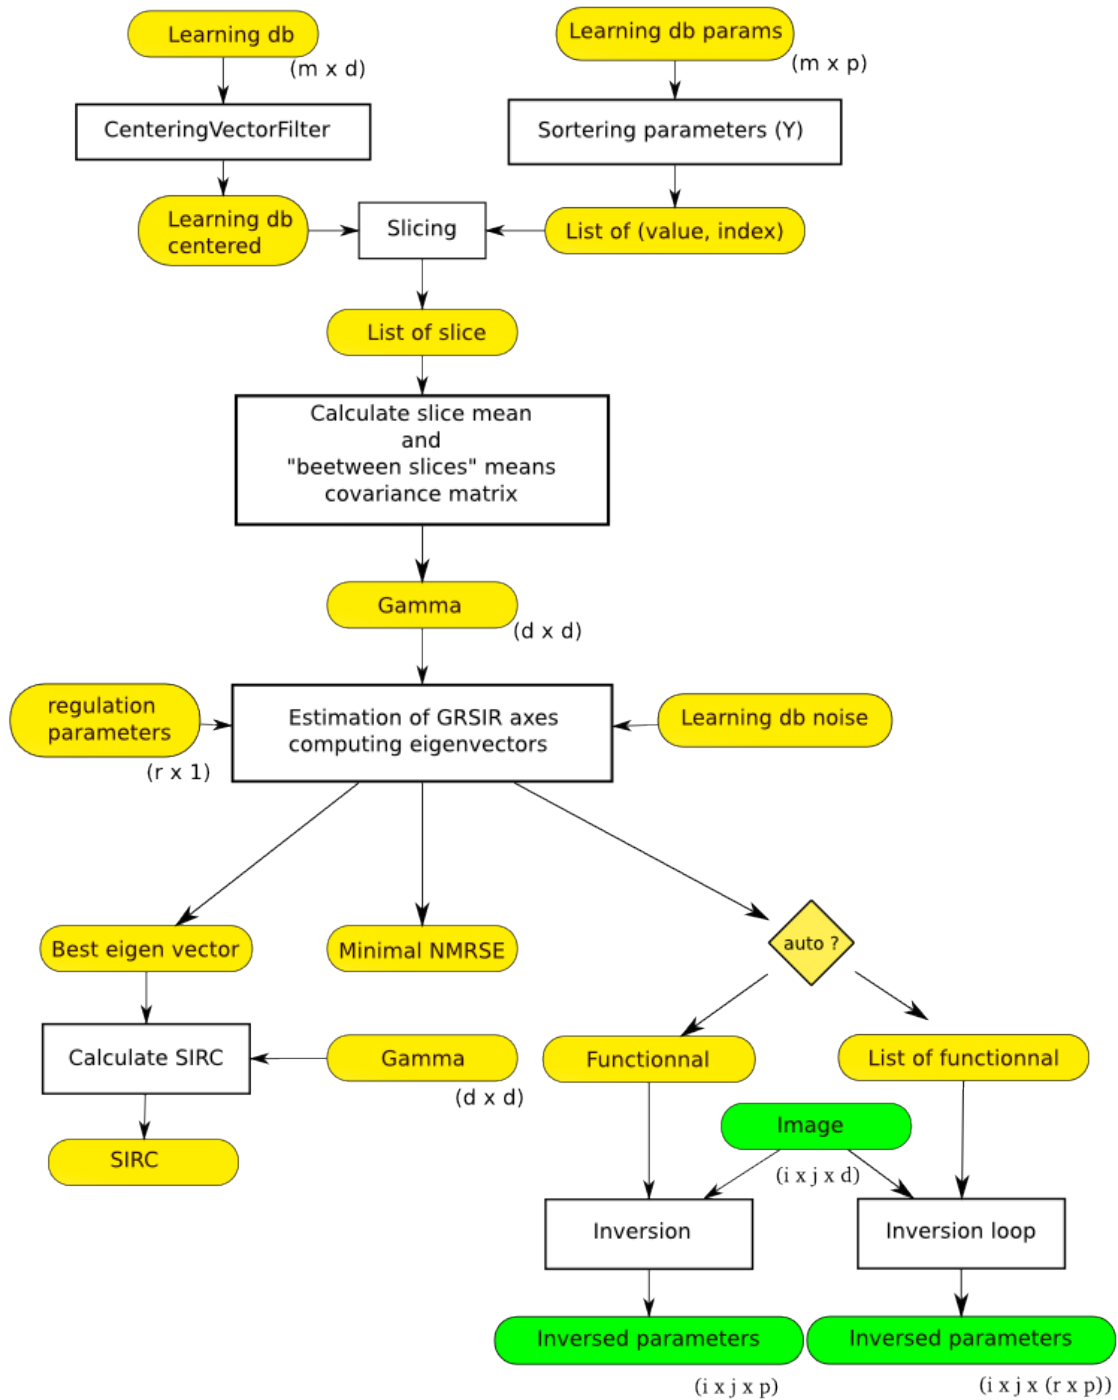 Learning db
(m x d)
Learning db params
(m x p)
CenteringVectorFilter
Sortering parameters (Y)
Learning db
centered
Slicing
List of (value, index)
List of slice
Calculate slice mean
and
"beetween slices" means
covariance matrix
Gamma
(d x d)
regulation
parameters
(r x 1)
Estimation of GRSIR axes
computing eigenvectors
Learning db noise
Best eigen vector
Minimal NMRSE
auto ?
Calculate SIRC
Gamma
(d x d)
Functionnal
List of functionnal
SIRC
Image
(i x j x d)
Inversion
Inversion loop
Inversed parameters
(i x j x p)
Inversed parameters
(i x j x (r x p))